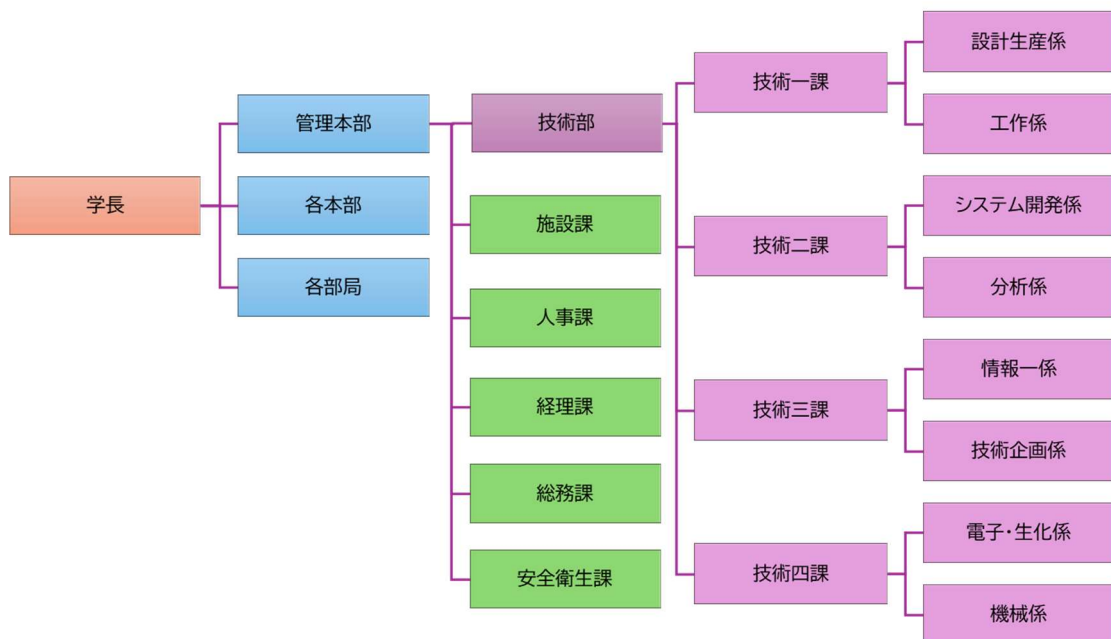 学長
管理本部
各本部
各部局
技術部
施設課
人事課
経理課
総務課
安全衛生課
技術一課
技術二課
技術三課
技術四課
設計生産係
工作係
システム開発係
分析係
情報一係
技術企画係
電子・生化係
機械係